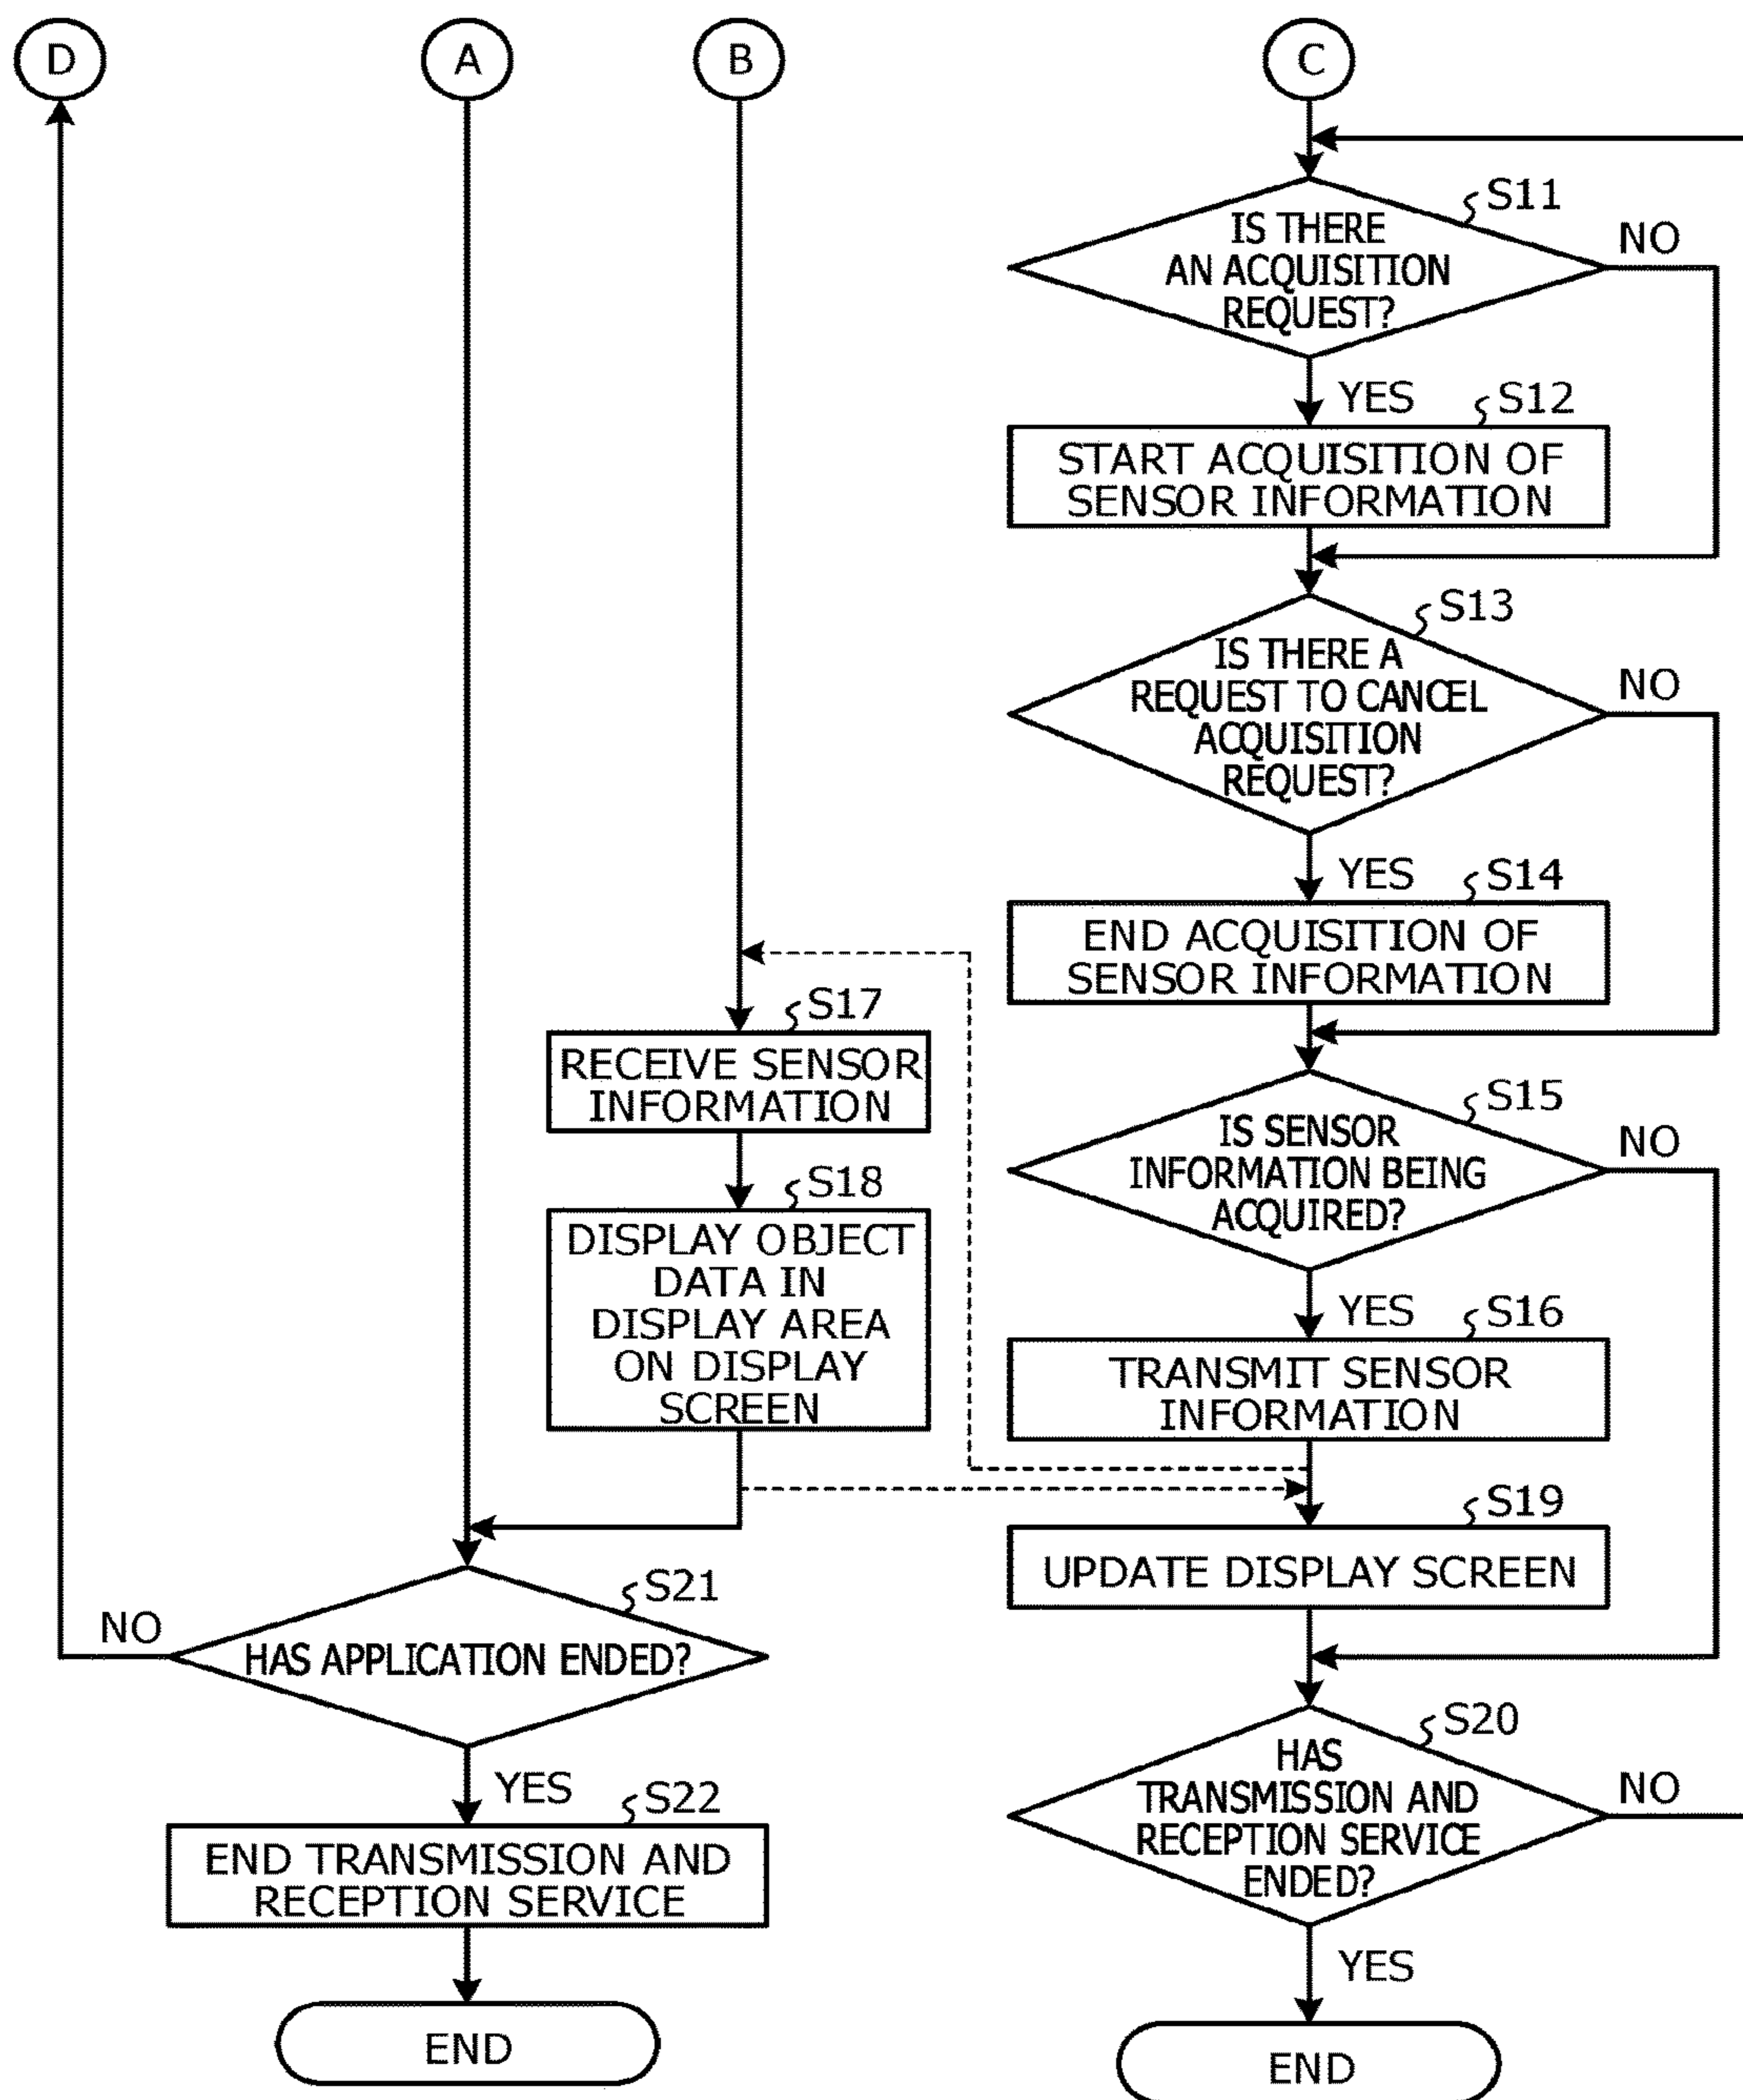 D
A
B
C
S11
IS THERE
AN ACQUISITION
REQUEST?
NO
YES
S12
START ACQUISITION OF
SENSOR INFORMATION
S13
IS THERE A
REQUEST TO CANCEL
ACQUISITION
REQUEST?
NO
YES
S14
END ACQUISITION OF
SENSOR INFORMATION
S17
RECEIVE SENSOR
INFORMATION
S15
IS SENSOR
INFORMATION BEING
ACQUIRED?
NO
S18
DISPLAY OBJECT
DATA IN
DISPLAY AREA
ON DISPLAY
SCREEN
YES
S16
TRANSMIT SENSOR
INFORMATION
S19
UPDATE DISPLAY SCREEN
S21
NO
HAS APPLICATION ENDED?
YES
S22
END TRANSMISSION AND
RECEPTION SERVICE
END
S20
HAS
TRANSMISSION AND
RECEPTION SERVICE
ENDED?
NO
YES
END